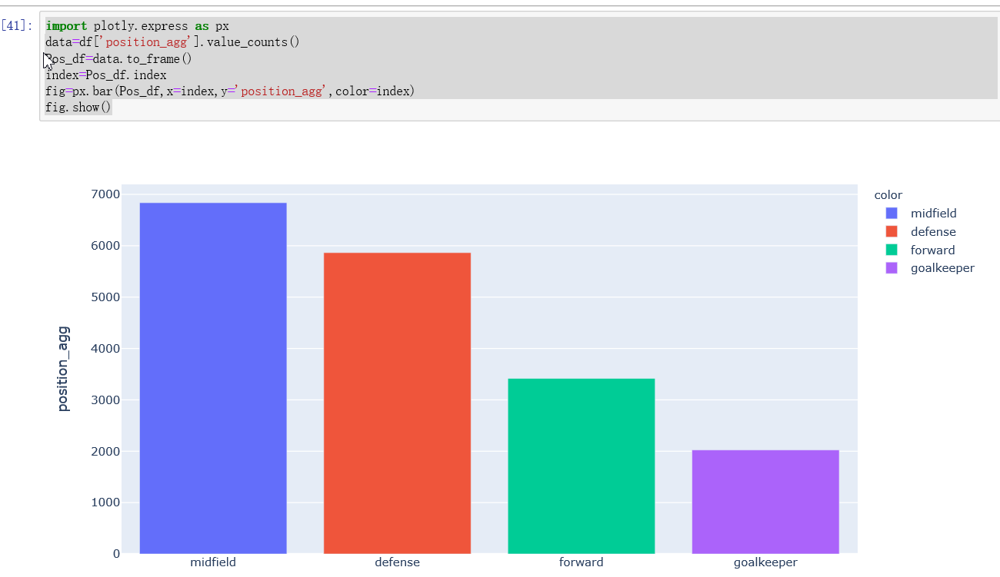 [41]:
import plotly.express as px
data=df['position_agg'].value_counts()
Pos_df=data.to_frame()
index=Pos_df.index
fig=px.bar(Pos_df,x=index,y='position_agg',color=index)
fig.show()
7000
6000
5000
4000
3000
2000
1000
0
position_agg
midfield
defense
forward
goalkeeper
color
midfield
defense
forward
goalkeeper